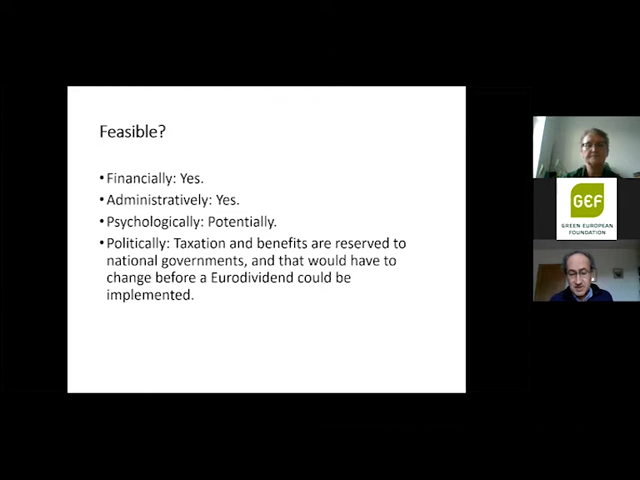 Feasible?
•Financially: Yes.
•Administratively: Yes.
•Psychologically: Potentially.
•Politically: Taxation and benefits are reserved to
national governments, and that would have to
change before a Eurodividend could be
implemented.
GEF
GREEN EUROPEAN
FOUNDATION